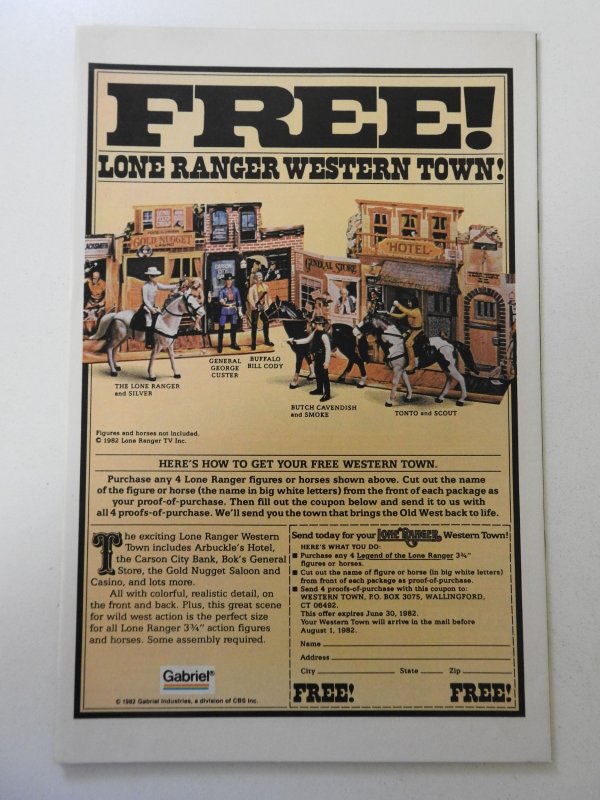 FREE!
LONE RANGER WESTERN TOWN!
BLACKSMITH
GOLD NUGGET
CARSON CITY BANK
GENERAL STORE
HOTEL
THE LONE RANGER
and SILVER
GENERAL
GEORGE
CUSTER
BUFFALO
BILL CODY
BUTCH CAVENDISH
and SMOKE
TONTO and SCOUT
Figures and horses not included.
© 1982 Lone Ranger TV Inc.
HERE'S HOW TO GET YOUR FREE WESTERN TOWN.
Purchase any 4 Lone Ranger figures or horses shown above. Cut out the name
of the figure or horse (the name in big white letters) from the front of each package as
your proof-of-purchase. Then fill out the coupon below and send it to us with
all 4 proofs-of-purchase. We'll send you the town that brings the Old West back to life.
The exciting Lone Ranger Western
Town includes Arbuckle's Hotel,
the Carson City Bank, Bok's General
Store, the Gold Nugget Saloon and
Casino, and lots more.
All with colorful, realistic detail, on
the front and back. Plus, this great scene
for wild west action is the perfect size
for all Lone Ranger 3¾" action figures
and horses. Some assembly required.
Gabriel®
© 1982 Gabriel Industries, a division of CBS Inc.
Send today for your LONE RANGER Western Town!
HERE'S WHAT YOU DO:
■ Purchase any 4 Legend of the Lone Ranger 3¾"
figures or horses.
■ Cut out the name of figure or horse (in big white letters)
from front of each package as proof-of-purchase.
■ Send 4 proofs-of-purchase with this coupon to:
WESTERN TOWN, P.O. BOX 3075, WALLINGFORD,
CT 06492.
This offer expires June 30, 1982.
Your Western Town will arrive in the mail before
August 1, 1982.
Name
Address
City State Zip
FREE! FREE!